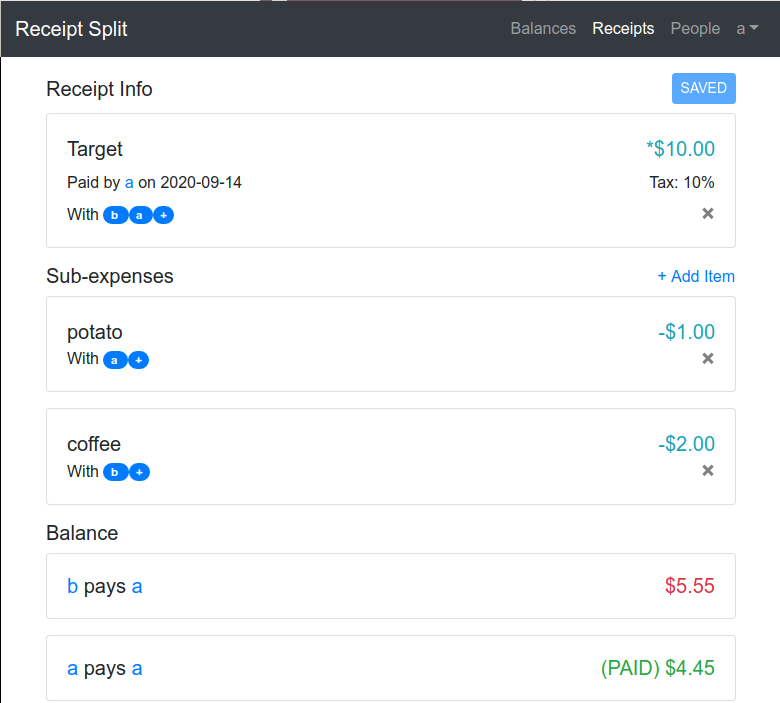 Receipt Split Balances Receipts People a
Receipt Info SAVED
Target *$10.00
Paid by a on 2020-09-14 Tax: 10%
With b a + ×
Sub-expenses + Add Item
potato -$1.00
With a + ×
coffee -$2.00
With b + ×
Balance
b pays a $5.55
a pays a (PAID) $4.45